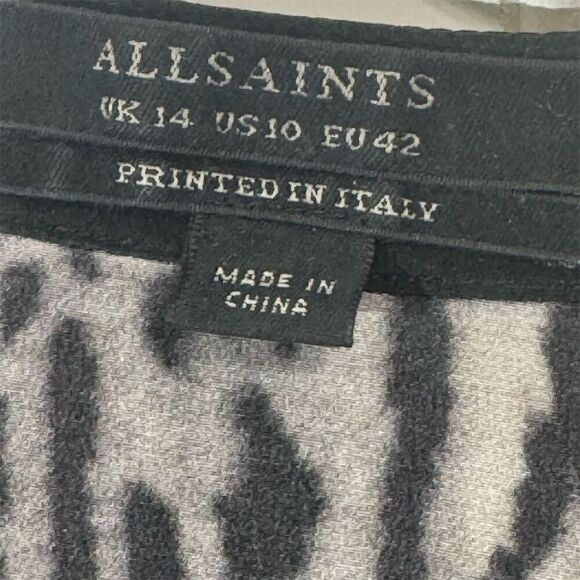 ALLSAINTS
UK 14 US 10 EU 42
PRINTED IN ITALY
MADE IN
CHINA